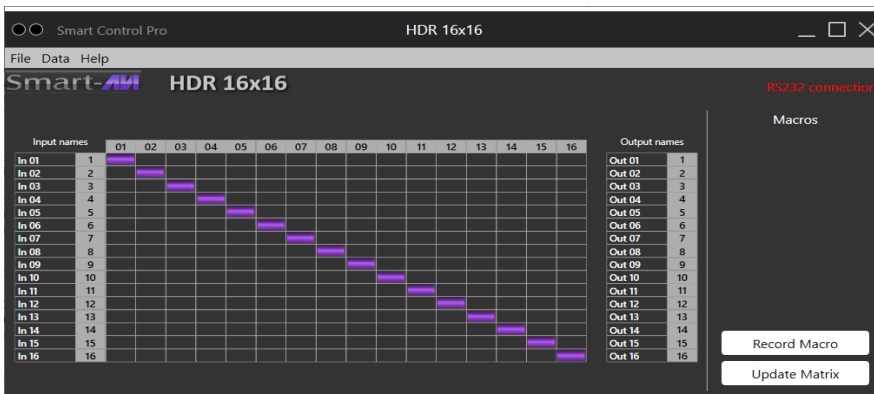 Smart Control Pro HDR 16x16
File Data Help
Smart-AVI HDR 16x16
RS232 connection
Macros
Input names 01 02 03 04 05 06 07 08 09 10 11 12 13 14 15 16 Output names
In 01 1 Out 01 1
In 02 2 Out 02 2
In 03 3 Out 03 3
In 04 4 Out 04 4
In 05 5 Out 05 5
In 06 6 Out 06 6
In 07 7 Out 07 7
In 08 8 Out 08 8
In 09 9 Out 09 9
In 10 10 Out 10 10
In 11 11 Out 11 11
In 12 12 Out 12 12
In 13 13 Out 13 13
In 14 14 Out 14 14
In 15 15 Out 15 15
In 16 16 Out 16 16
Record Macro
Update Matrix